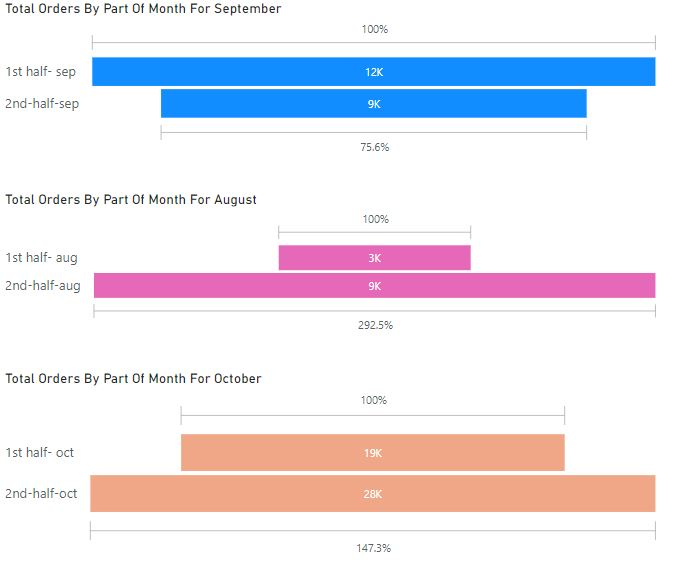 Total Orders By Part Of Month For September
100%
1st half- sep
12K
2nd-half-sep
9K
75.6%
Total Orders By Part Of Month For August
100%
1st half- aug
3K
2nd-half-aug
9K
292.5%
Total Orders By Part Of Month For October
100%
1st half- oct
19K
2nd-half-oct
28K
147.3%